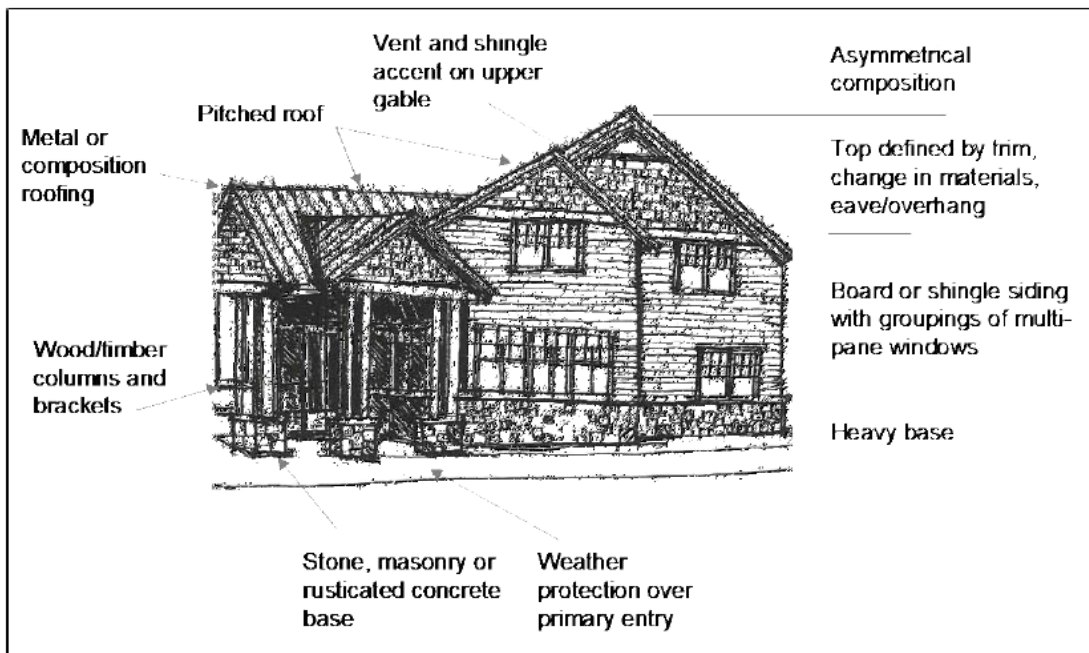 Vent and shingle
accent on upper
gable
Asymmetrical
composition
Pitched roof
Metal or
composition
roofing
Top defined by trim,
change in materials,
eave/overhang
Board or shingle siding
with groupings of multi-
pane windows
Wood/timber
columns and
brackets
Heavy base
Stone, masonry or
rusticated concrete
base
Weather
protection over
primary entry